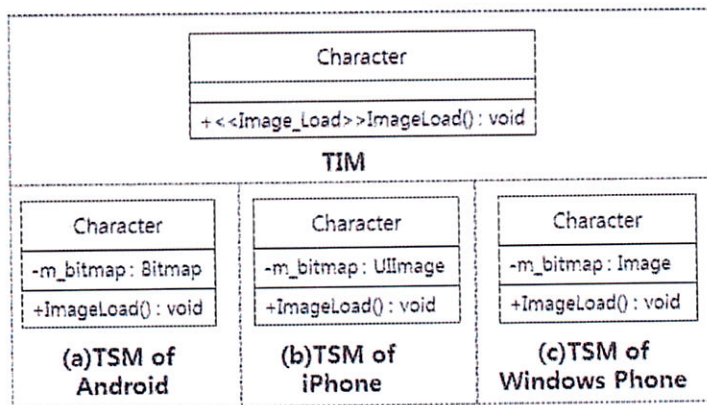 Character
+<<Image_Load>>ImageLoad() : void
TIM
Character
-m_bitmap : Bitmap
+ImageLoad() : void
(a)TSM of
Android
Character
-m_bitmap : UIImage
+ImageLoad() : void
(b)TSM of
iPhone
Character
-m_bitmap : Image
+ImageLoad() : void
(c)TSM of
Windows Phone